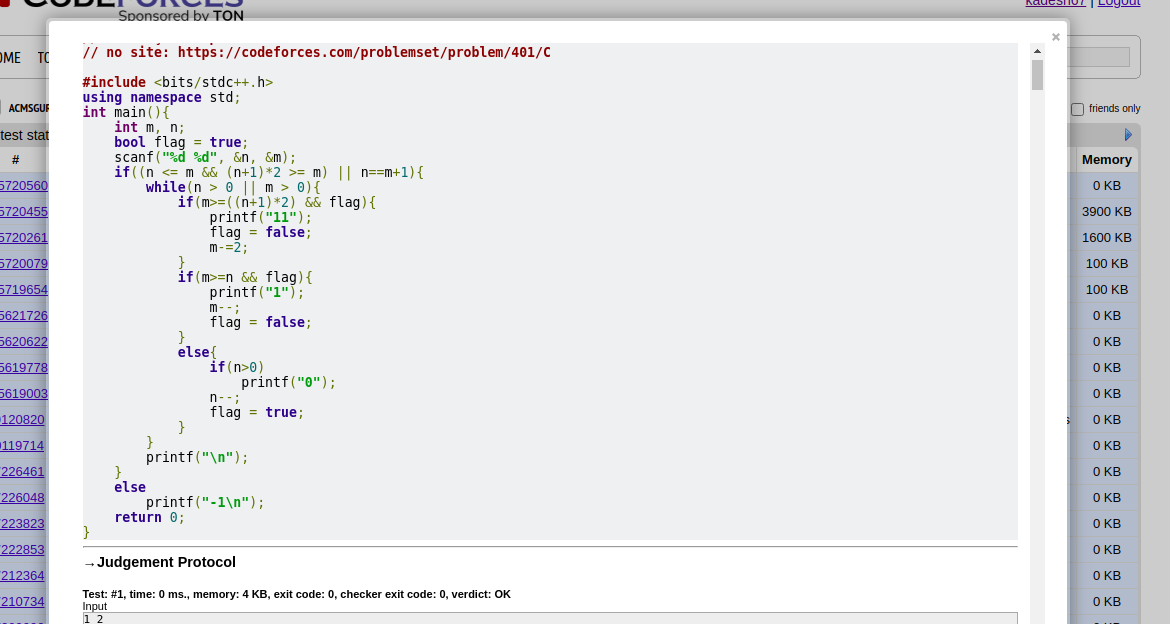 Sponsored by TON
kadesh67 | Logout
// no site: https://codeforces.com/problemset/problem/401/C
#include <bits/stdc++.h>
using namespace std;
int main(){
    int m, n;
    bool flag = true;
    scanf("%d %d", &n, &m);
    if((n <= m && (n+1)*2 >= m) || n==m+1){
        while(n > 0 || m > 0){
            if(m>=((n+1)*2) && flag){
                printf("11");
                flag = false;
                m-=2;
            }
            if(m>=n && flag){
                printf("1");
                m--;
                flag = false;
            }
            else{
                if(n>0)
                    printf("0");
                n--;
                flag = true;
            }
        }
        printf("\n");
    }
    else
        printf("-1\n");
    return 0;
}
→Judgement Protocol
Test: #1, time: 0 ms., memory: 4 KB, exit code: 0, checker exit code: 0, verdict: OK
Input
1 2
OME TO
ACMSGUR
test stat
#
5720560
5720455
5720261
5720079
5719654
5621726
5620622
5619778
5619003
120820
119714
226461
226048
223823
222853
212364
210734
×
friends only
Memory
0 KB
3900 KB
1600 KB
100 KB
100 KB
0 KB
0 KB
0 KB
0 KB
s 0 KB
0 KB
0 KB
0 KB
0 KB
0 KB
0 KB
0 KB